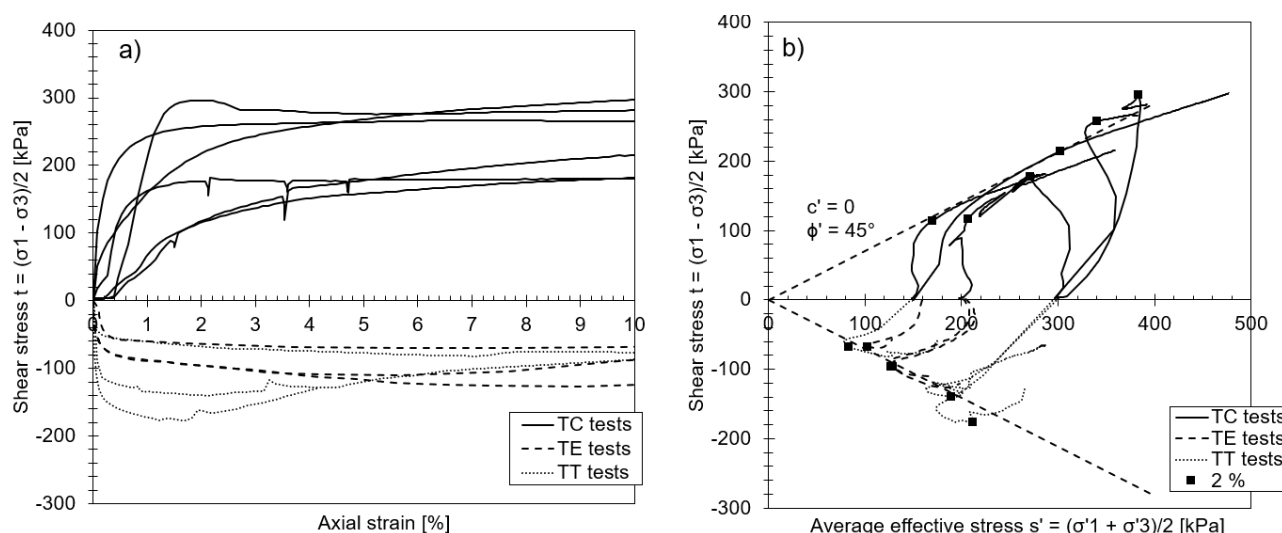 a)
Shear stress t = (σ1 - σ3)/2 [kPa]
400
300
200
100
0
-100
-200
-300
0 1 2 3 4 5 6 7 8 9 10
TC tests
TE tests
TT tests
Axial strain [%]
b)
Shear stress t = (σ1 - σ3)/2 [kPa]
400
300
200
100
0
-100
-200
-300
c' = 0
ϕ' = 45°
0 100 200 300 400 500
TC tests
TE tests
TT tests
2 %
Average effective stress s' = (σ'1 + σ'3)/2 [kPa]